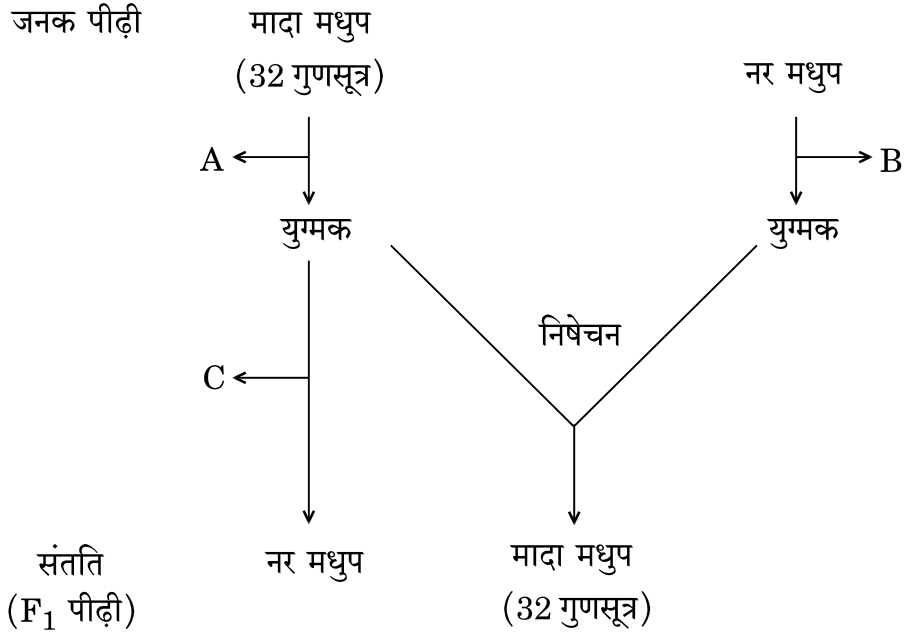 जनक पीढ़ी मादा मधुप
(32 गुणसूत्र) नर मधुप
A B
युग्मक युग्मक
निषेचन
C
संतति नर मधुप मादा मधुप
(F₁ पीढ़ी) (32 गुणसूत्र)